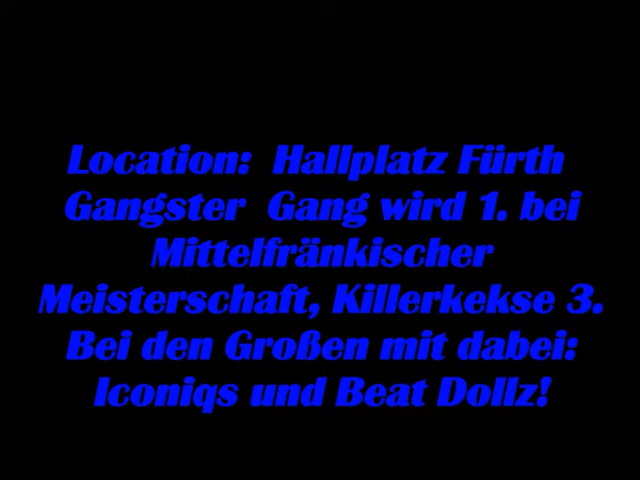 Location: Hallplatz Fürth
Gangster Gang wird 1. bei
Mittelfränkischer
Meisterschaft, Killerkekse 3.
Bei den Großen mit dabei:
Iconiqs und Beat Dollz!